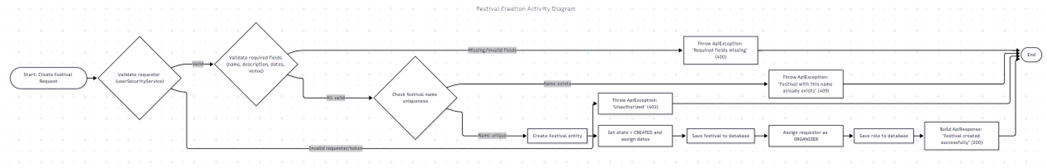 Festival Creation Activity Diagram
Start: Create Festival
Request
Validate requester
(userSecurityService)
Valid
Validate required fields
(name, description, dates,
venue)
Missing/invalid fields
Throw ApiException:
"Required fields missing"
(400)
End
All valid
Check festival name
uniqueness
Name exists
Throw ApiException:
"Festival with this name
already exists" (409)
Throw ApiException:
"Unauthorized" (401)
Name unique
Create Festival entity
Set state = CREATED and
assign dates
Save festival to database
Assign requester as
ORGANIZER
Save role to database
Build ApiResponse:
"Festival created
successfully" (200)
Invalid requester/token